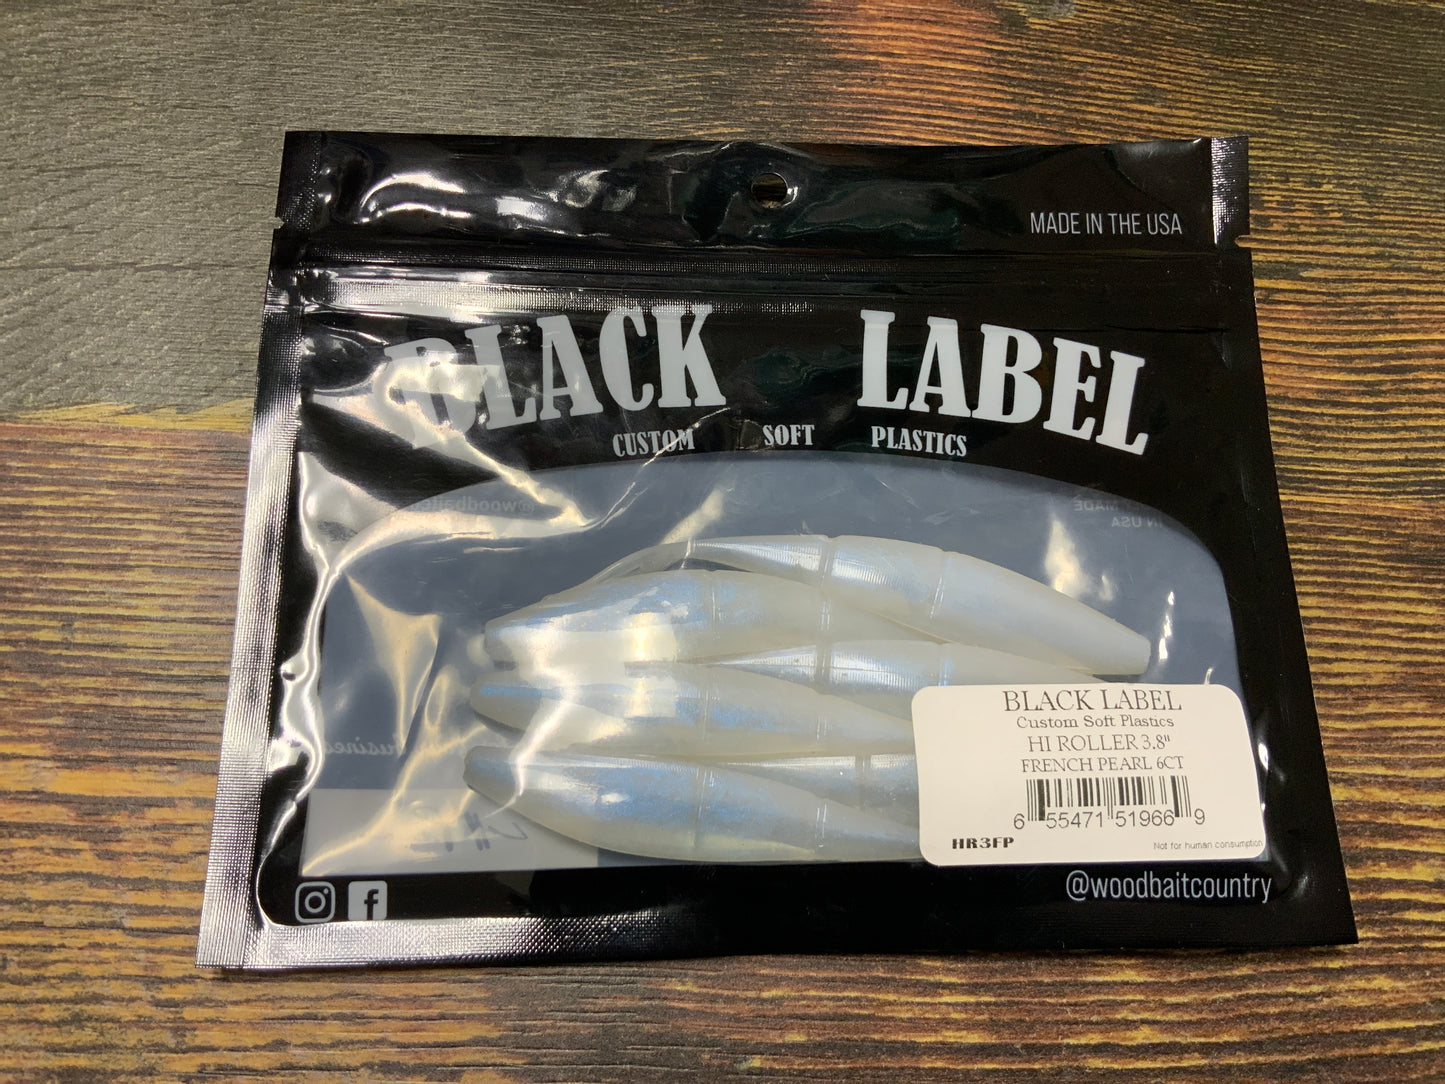 MADE IN THE USA
BLACK LABEL
CUSTOM SOFT PLASTICS
BLACK LABEL
Custom Soft Plastics
HI ROLLER 3.8"
FRENCH PEARL 6CT
6 55471 51966 9
HR3FP
Not for human consumption
@woodbaitcountry